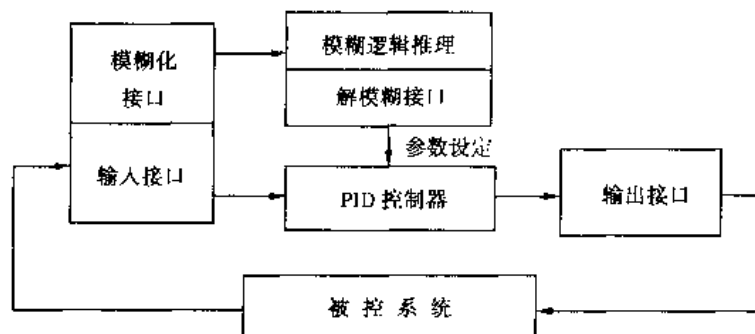 模糊化
接口
输入接口
模糊逻辑推理
解模糊接口
参数设定
PID 控制器
输出接口
被控系统